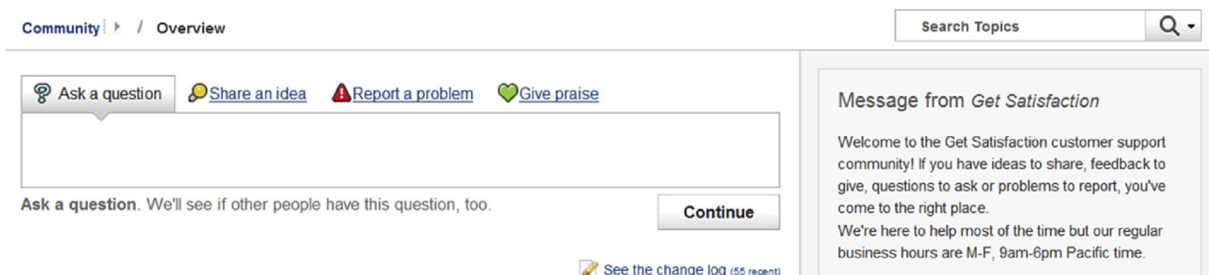 Community / Overview
Search Topics
Ask a question Share an idea Report a problem Give praise
Ask a question. We'll see if other people have this question, too.
Continue
See the change log (55 recent)
Message from Get Satisfaction
Welcome to the Get Satisfaction customer support
community! If you have ideas to share, feedback to
give, questions to ask or problems to report, you've
come to the right place.
We're here to help most of the time but our regular
business hours are M-F, 9am-6pm Pacific time.